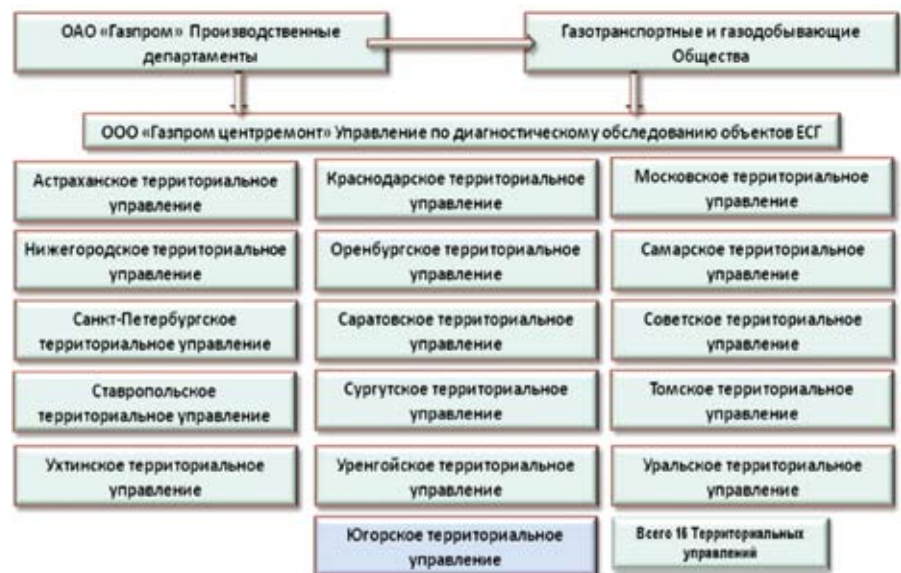 ОАО «Газпром» Производственные
департаменты
Газотранспортные и газодобывающие
Общества
ООО «Газпром центрремонт» Управление по диагностическому обследованию объектов ЕСГ
Астраханское территориальное
управление
Краснодарское территориальное
управление
Московское территориальное
управление
Нижегородское территориальное
управление
Оренбургское территориальное
управление
Самарское территориальное
управление
Санкт-Петербургское
территориальное управление
Саратовское территориальное
управление
Советское территориальное
управление
Ставропольское
территориальное управление
Сургутское территориальное
управление
Томское территориальное
управление
Ухтинское территориальное
управление
Уренгойское территориальное
управление
Уральское территориальное
управление
Югорское территориальное
управление
Всего 16 Территориальных
управлений